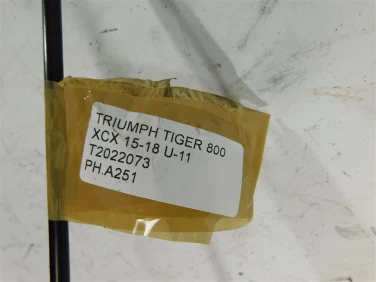 TRIUMPH TIGER 800
XCX 15-18 U-11
T2022073
PH.A251